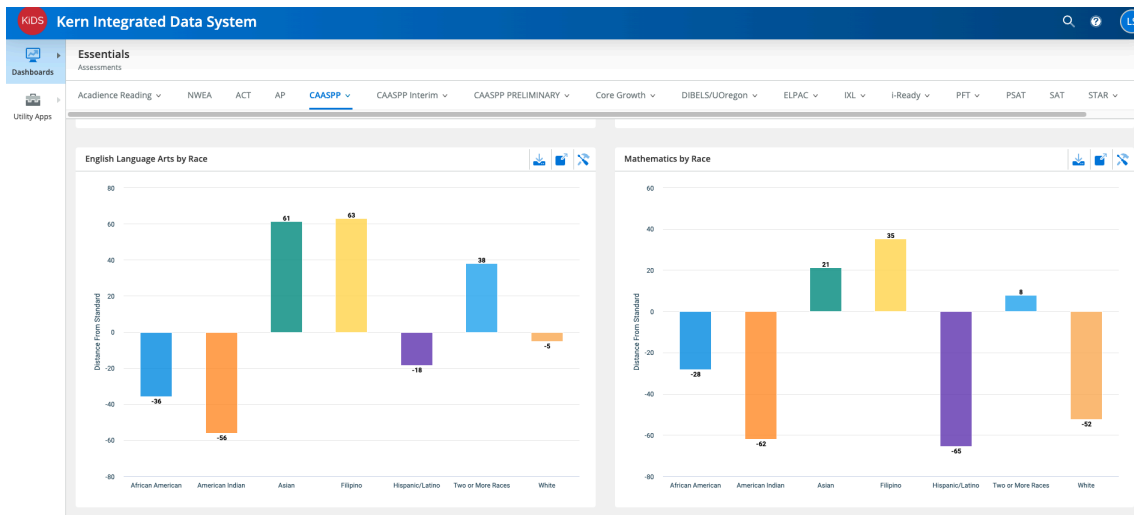 KiDS Kern Integrated Data System
LS
Dashboards
Utility Apps
Essentials
Assessments
Acadience Reading NWEA ACT AP CAASPP CAASPP Interim CAASPP PRELIMINARY Core Growth DIBELS/UOregon ELPAC IXL i-Ready PFT PSAT SAT STAR
English Language Arts by Race
Distance From Standard
80
60
40
20
0
-20
-40
-60
-80
-36
-56
61
63
-18
38
-5
African American American Indian Asian Filipino Hispanic/Latino Two or More Races White
Mathematics by Race
Distance From Standard
60
40
20
0
-20
-40
-60
-80
-28
-62
21
35
-65
8
-52
African American American Indian Asian Filipino Hispanic/Latino Two or More Races White